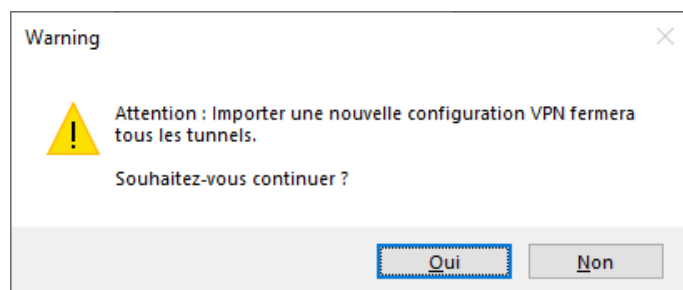 Warning
Attention : Importer une nouvelle configuration VPN fermera
tous les tunnels.
Souhaitez-vous continuer ?
Oui
Non